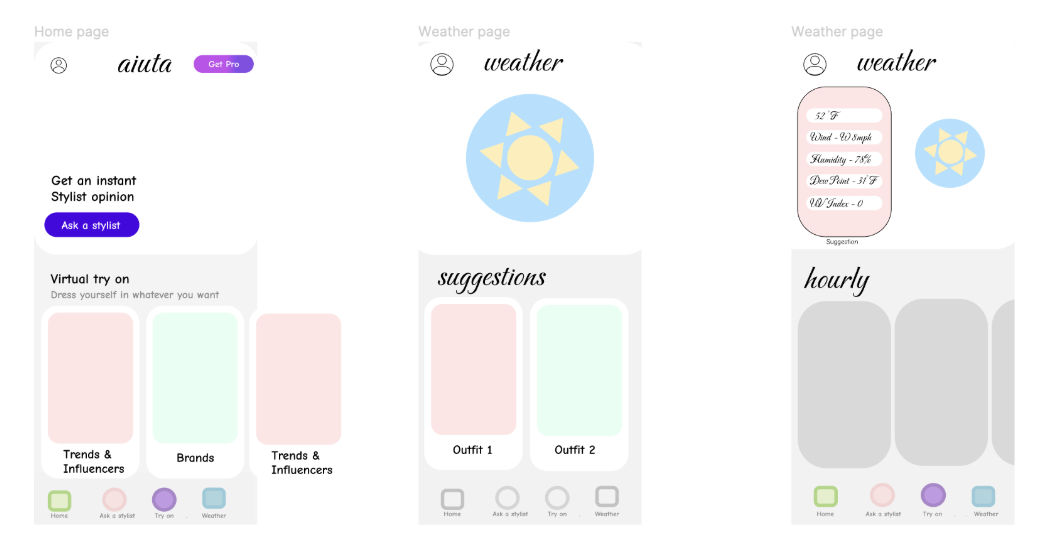 Home page
aiuta
Get Pro
Get an instant
Stylist opinion
Ask a stylist
Virtual try on
Dress yourself in whatever you want
Trends &
Influencers
Brands
Trends &
Influencers
Home
Ask a stylist
Try on
Weather
Weather page
weather
suggestions
Outfit 1
Outfit 2
Home
Ask a stylist
Try on
Weather
Weather page
weather
52°F
Wind - W 8mph
Humidity - 78%
Dew Point - 31°F
UV Index - 0
Suggestion
hourly
Home
Ask a stylist
Try on
Weather